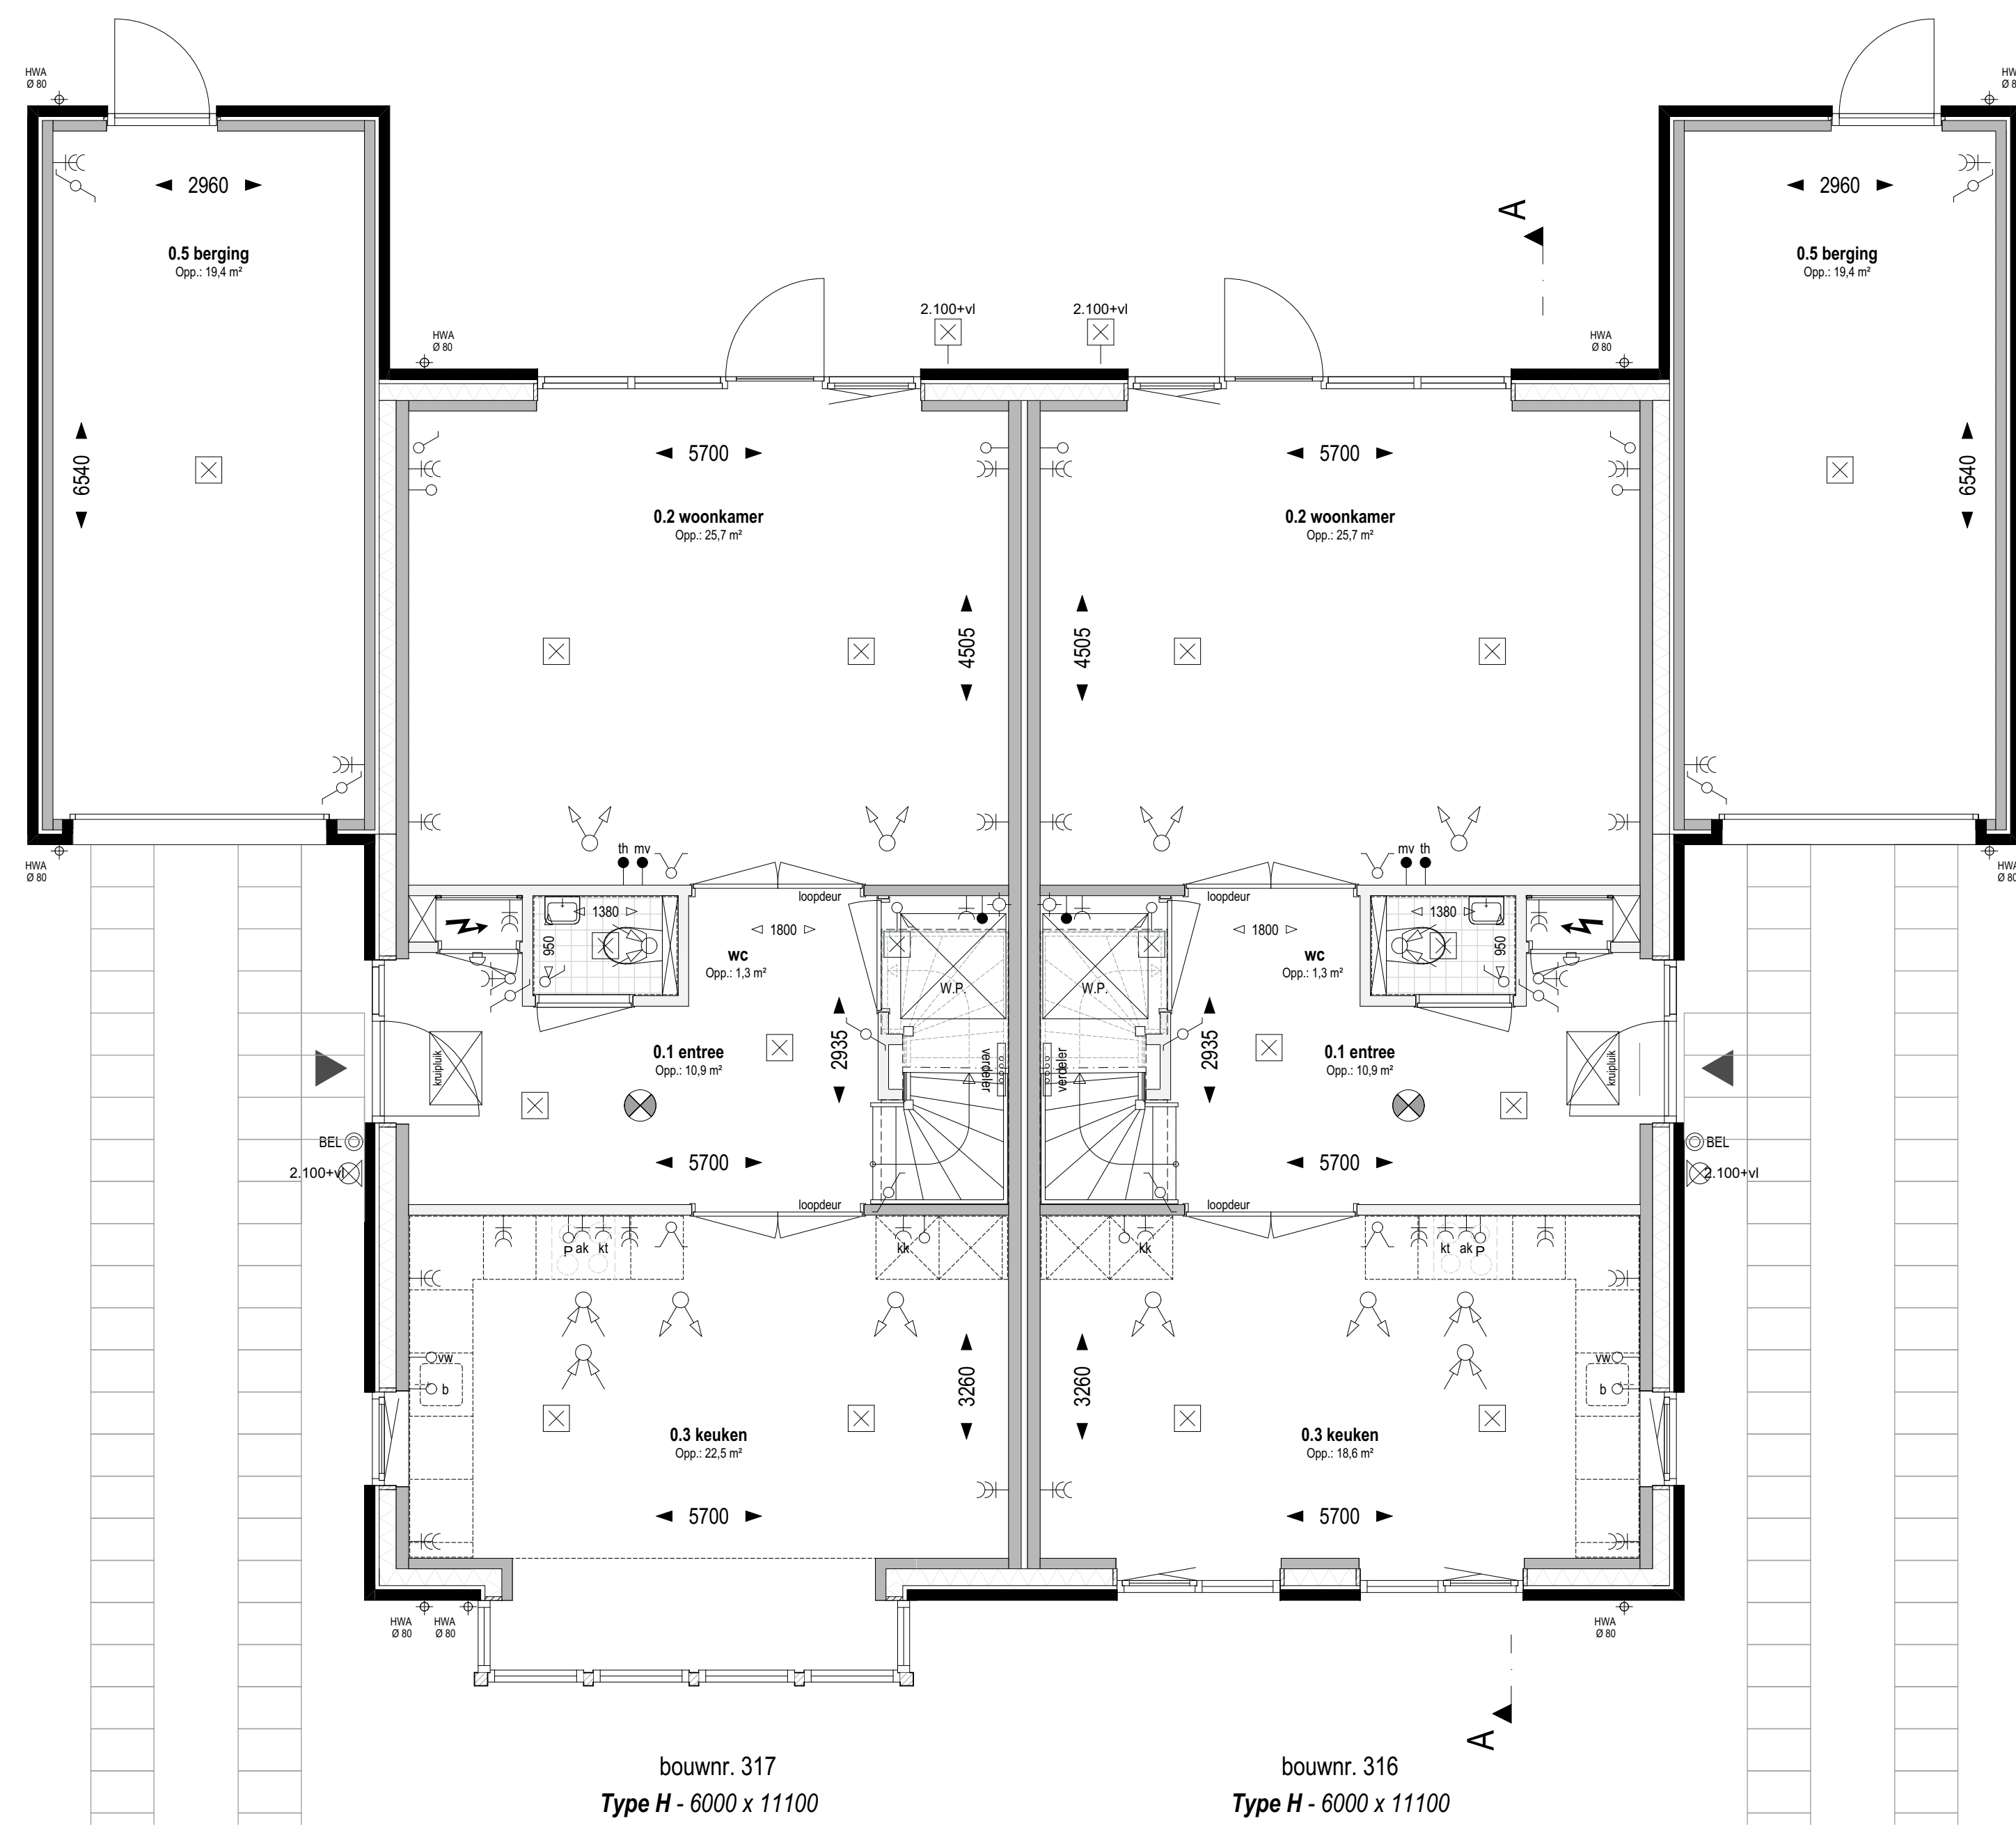 HWA
Ø 80
2960
0.5 berging
Opp.: 19,4 m²
6540
HWA
Ø 80
HWA
Ø 80
2.100+vl
2.100+vl
A
HWA
Ø 80
HWA
Ø 8
2960
0.5 berging
Opp.: 19,4 m²
6540
HWA
Ø 80
5700
0.2 woonkamer
Opp.: 25,7 m²
4505
5700
0.2 woonkamer
Opp.: 25,7 m²
4505
th mv
mv th
loopdeur
loopdeur
1380
950
1800
wc
Opp.: 1,3 m²
W.P.
W.P.
1800
wc
Opp.: 1,3 m²
1380
950
kruipluik
0.1 entree
Opp.: 10,9 m²
2935
verdeler
verdeler
2935
0.1 entree
Opp.: 10,9 m²
kruipluik
BEL
2.100+vl
5700
5700
BEL
2.100+vl
loopdeur
loopdeur
P ak kt
kk
kk
kt ak P
vw
b
3260
3260
vw
b
0.3 keuken
Opp.: 22,5 m²
0.3 keuken
Opp.: 18,6 m²
5700
5700
HWA
Ø 80
HWA
Ø 80
HWA
Ø 80
A
bouwnr. 317
Type H - 6000 x 11100
bouwnr. 316
Type H - 6000 x 11100